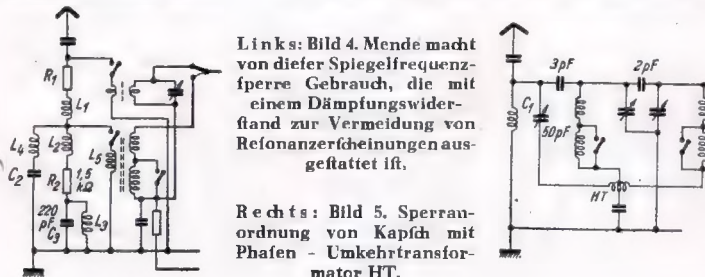 R1
L1
L4
L2
L5
C2
R2
1,5
kΩ
220
pF
C3
L3
Links: Bild 4. Mende macht
von dieſer Spiegelfrequenz-
ſperre Gebrauch, die mit
einem Dämpfungswider-
ſtand zur Vermeidung von
Reſonanzerſcheinungen aus-
geſtattet iſt.
Rechts: Bild 5. Sperran-
ordnung von Kapſch mit
Phaſen - Umkehrtransfor-
mator HT.
3pF
2pF
C1
50pF
HT